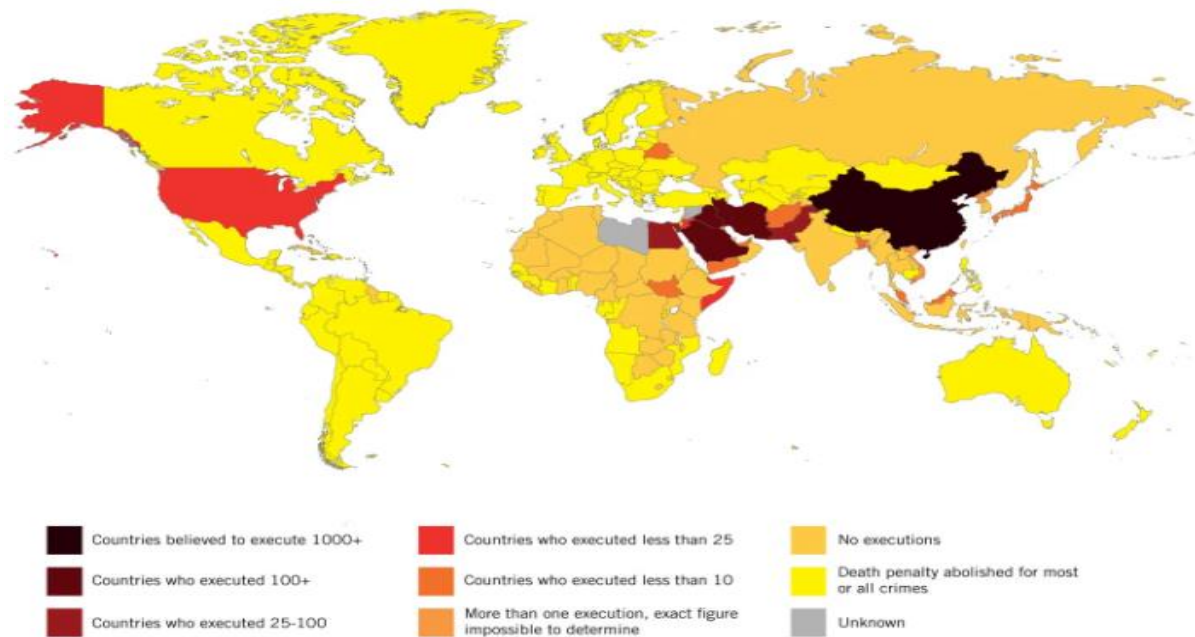 Countries believed to execute 1000+
Countries who executed 100+
Countries who executed 25-100
Countries who executed less than 25
Countries who executed less than 10
More than one execution, exact figure
impossible to determine
No executions
Death penalty abolished for most
or all crimes
Unknown